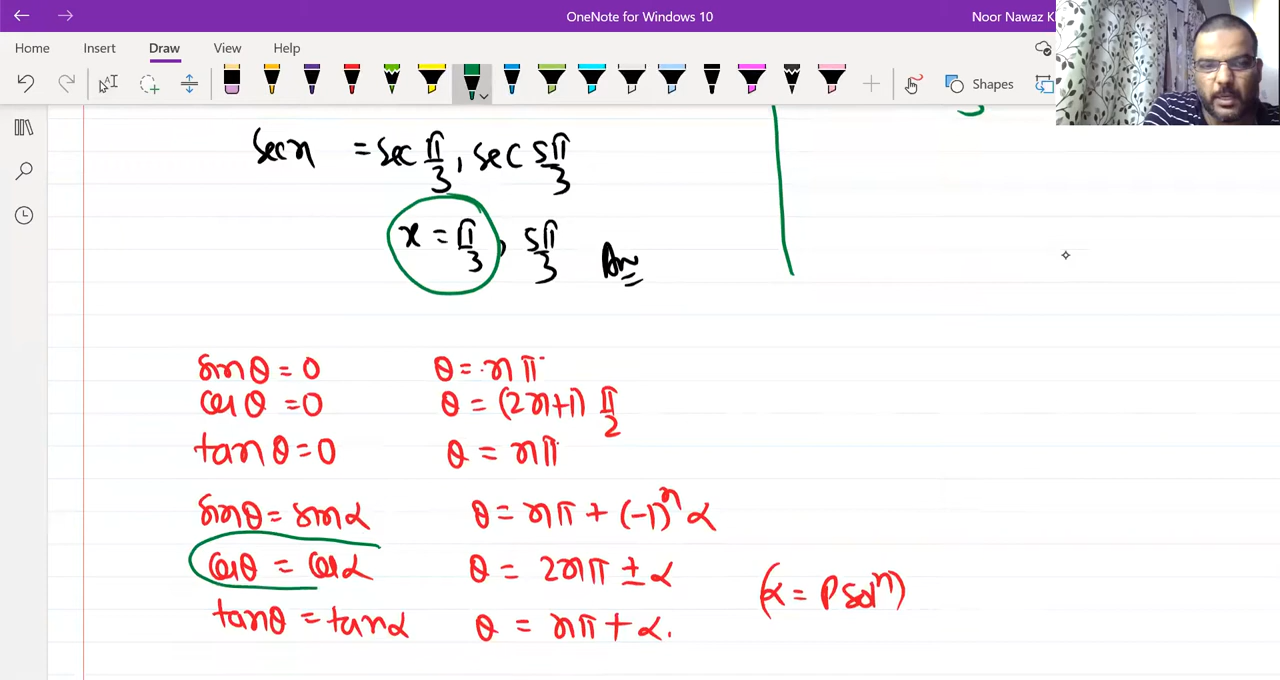 OneNote for Windows 10
Noor Nawaz K
Home Insert Draw View Help
Shapes
sec x = sec π/3, sec 5π/3
x = π/3, 5π/3 Ans
sinθ = 0 θ = nπ
cosθ = 0 θ = (2n+1) π/2
tanθ = 0 θ = nπ
sinθ = sinα θ = nπ + (-1)ⁿ α
cosθ = cosα θ = 2nπ ± α
(α = P solⁿ)
tanθ = tanα θ = nπ + α.